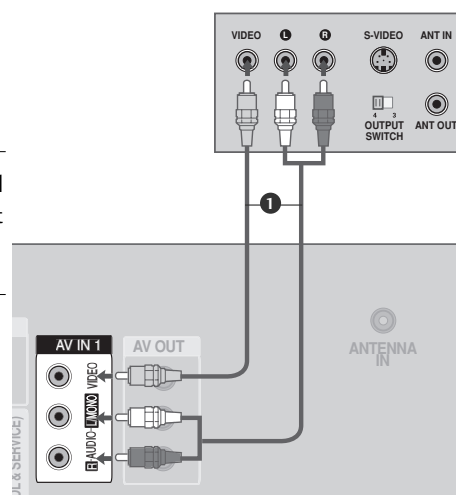 VIDEO L R S-VIDEO ANT IN
4 3
OUTPUT SWITCH ANT OUT
1
AV IN 1 AV OUT
ANTENNA IN
VIDEO
L/MONO
R-AUDIO-
& SERVICE)